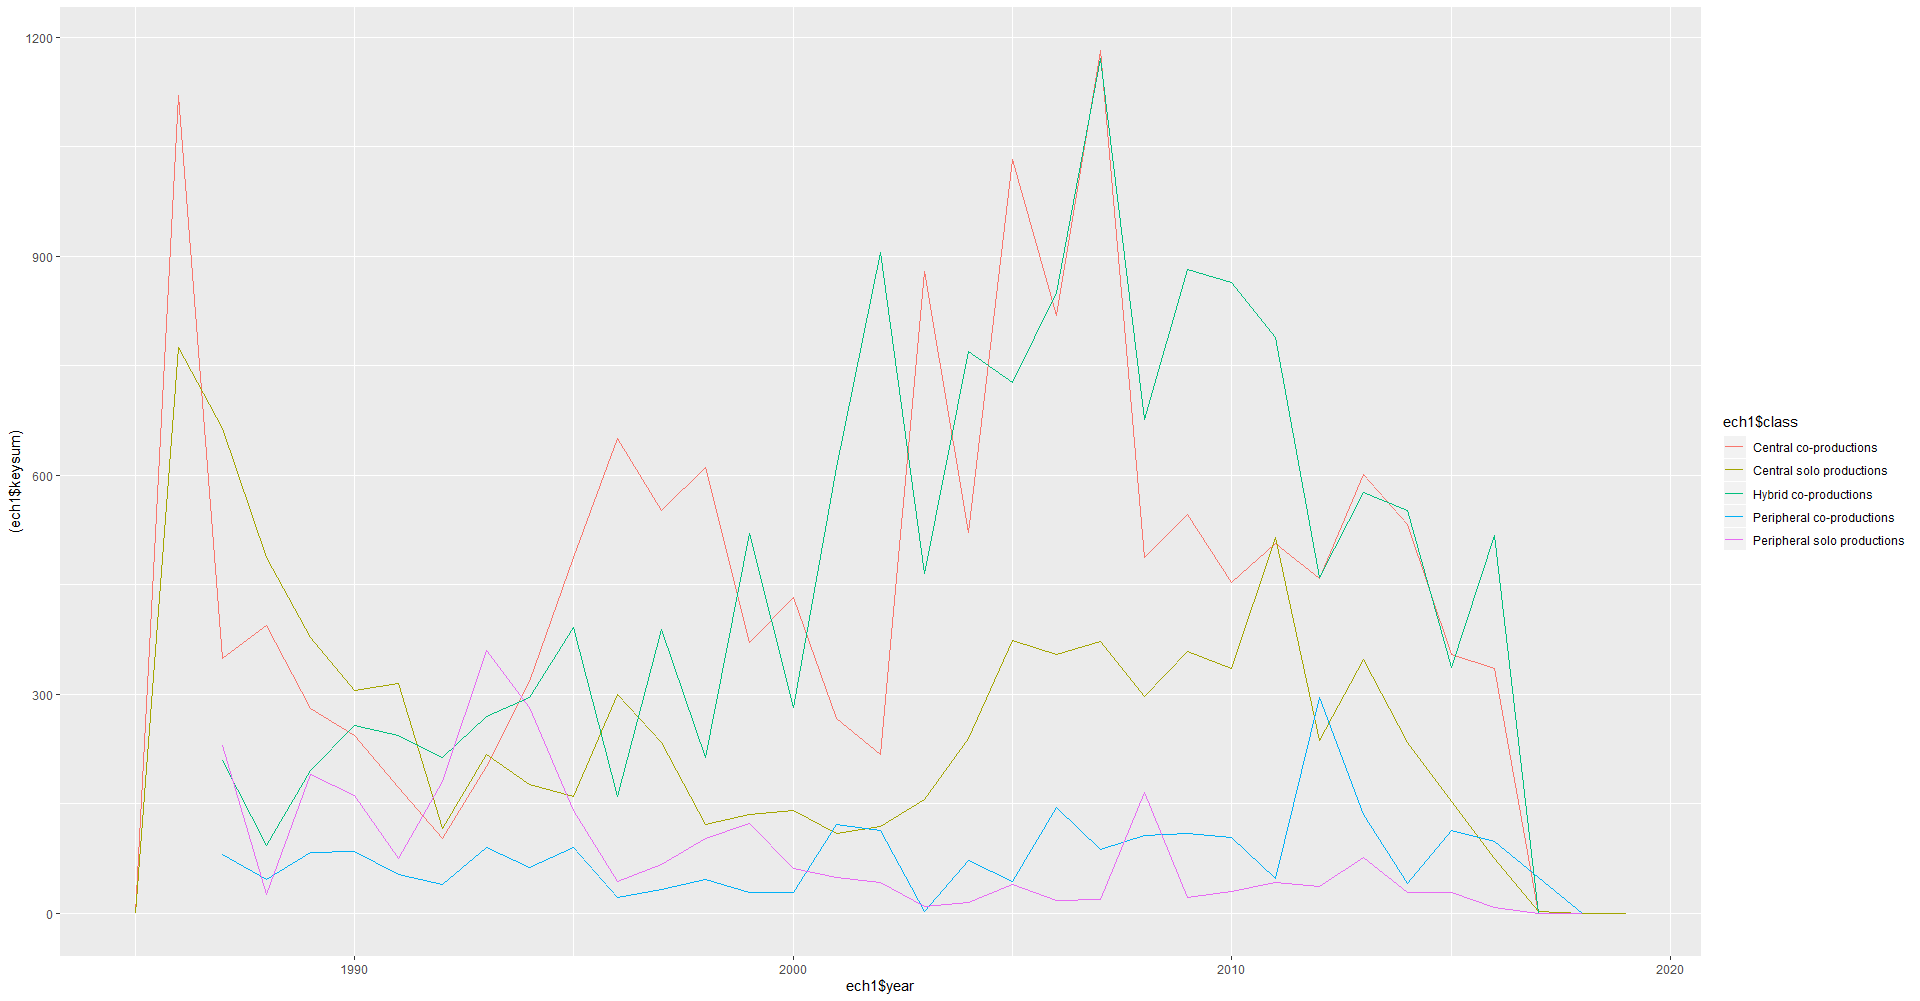 1200
900
600
300
0
(ech1$keysum)
1990
2000
2010
2020
ech1$year
ech1$class
Central co-productions
Central solo productions
Hybrid co-productions
Peripheral co-productions
Peripheral solo productions